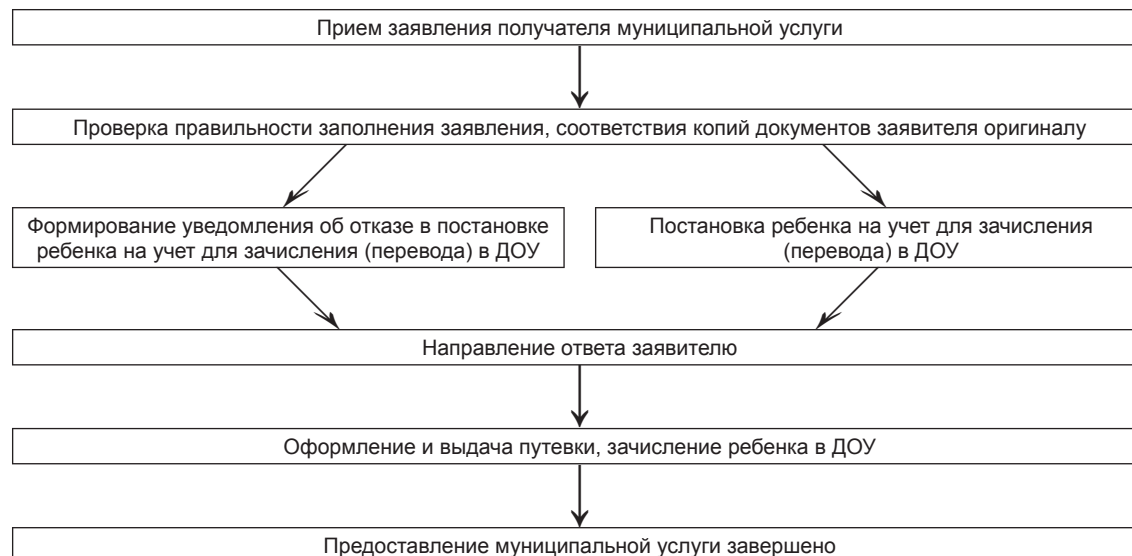 Прием заявления получателя муниципальной услуги
Проверка правильности заполнения заявления, соответствия копий документов заявителя оригиналу
Формирование уведомления об отказе в постановке
ребенка на учет для зачисления (перевода) в ДОУ
Постановка ребенка на учет для зачисления
(перевода) в ДОУ
Направление ответа заявителю
Оформление и выдача путевки, зачисление ребенка в ДОУ
Предоставление муниципальной услуги завершено